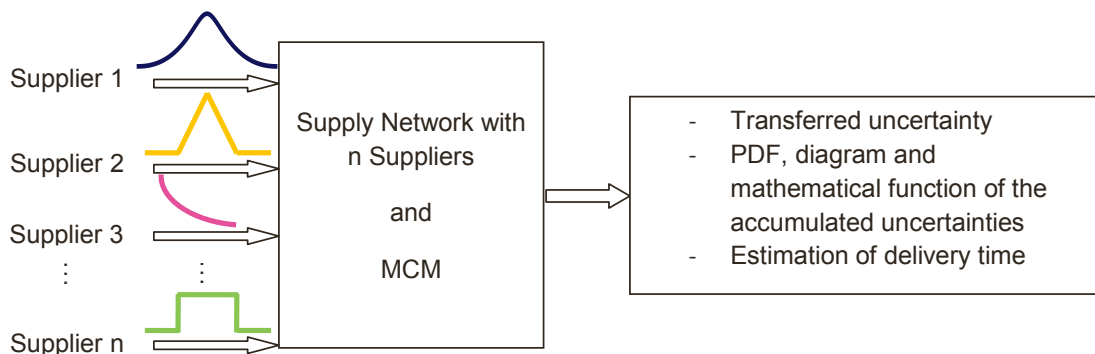 Supplier 1
Supplier 2
Supplier 3
⋮ ⋮
Supplier n
Supply Network with
n Suppliers
and
MCM
- Transferred uncertainty
- PDF, diagram and
mathematical function of the
accumulated uncertainties
- Estimation of delivery time